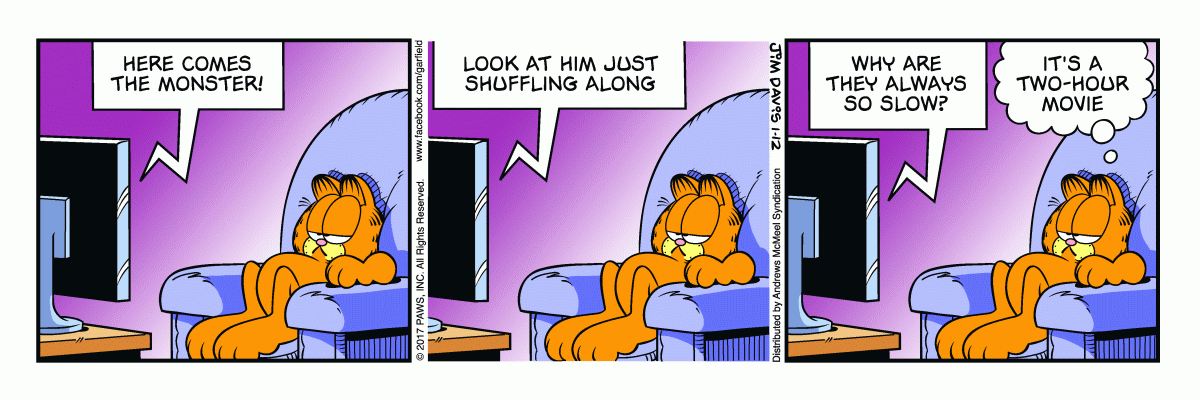 HERE COMES
THE MONSTER!
© 2017 PAWS, INC. All Rights Reserved. www.facebook.com/garfield
LOOK AT HIM JUST
SHUFFLING ALONG
JIM DAVIS 1-12
Distributed by Andrews McMeel Syndication
WHY ARE
THEY ALWAYS
SO SLOW?
IT'S A
TWO-HOUR
MOVIE